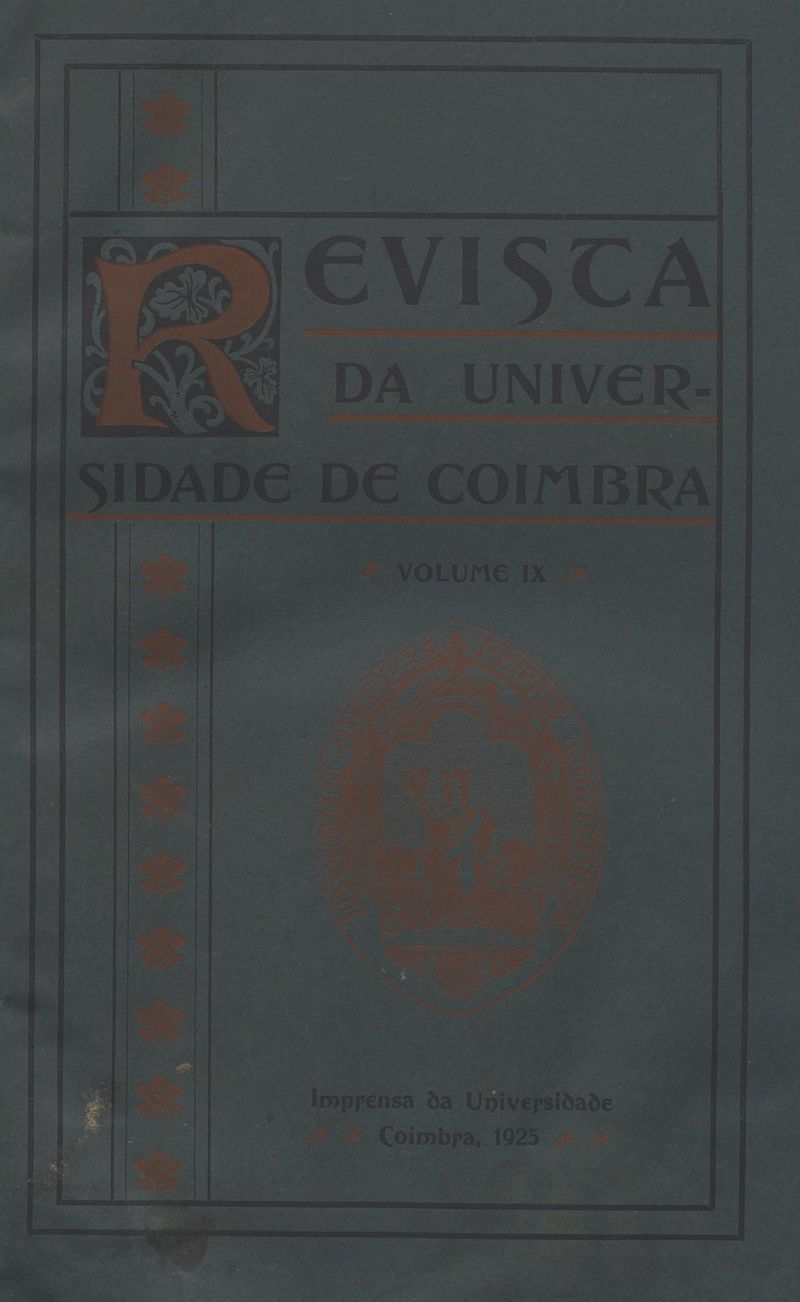 REVISTA
DA UNIVER-
SIDADE DE COIMBRA
VOLUME IX
Imprensa da Universidade
Coimbra, 1925